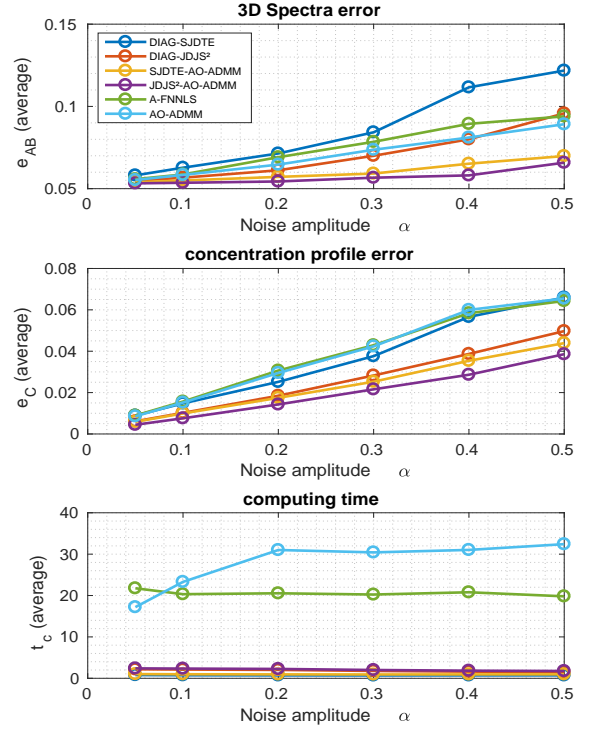 3D Spectra error
0.15
0.1
0.05
e_AB (average)
DIAG-SJDTE
DIAG-JDJS²
SJDTE-AO-ADMM
JDJS²-AO-ADMM
A-FNNLS
AO-ADMM
0 0.1 0.2 0.3 0.4 0.5
Noise amplitude α
concentration profile error
0.08
0.06
0.04
0.02
0
e_C (average)
0 0.1 0.2 0.3 0.4 0.5
Noise amplitude α
computing time
40
30
20
10
0
t_c (average)
0 0.1 0.2 0.3 0.4 0.5
Noise amplitude α